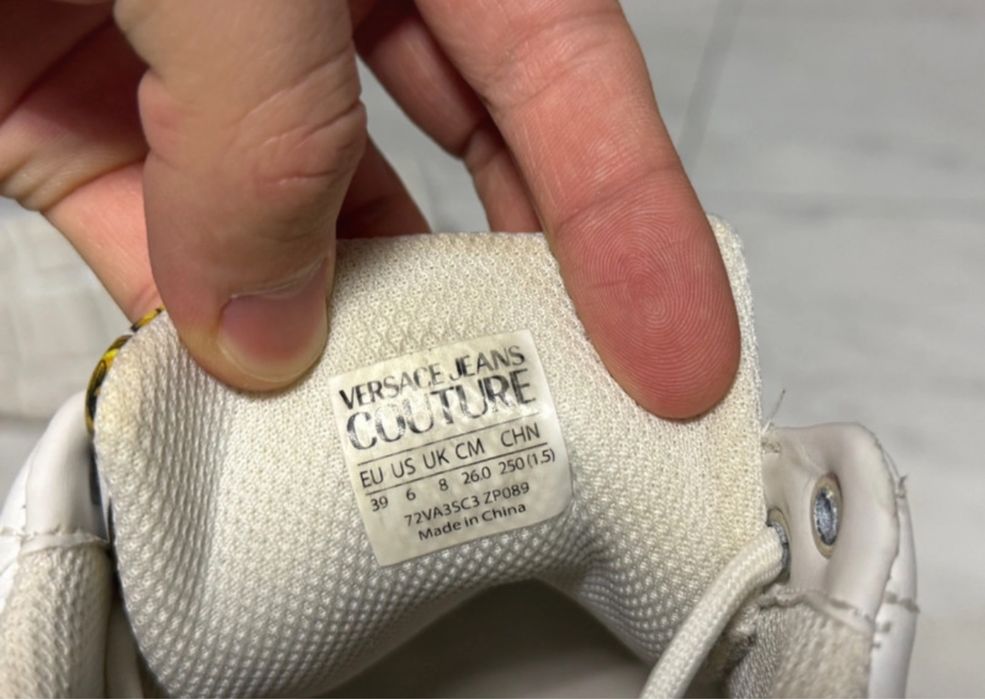 VERSACE JEANS
COUTURE
EU US UK CM CHN
39 6 8 26.0 250 (1.5)
72VA3SC3 ZP089
Made in China